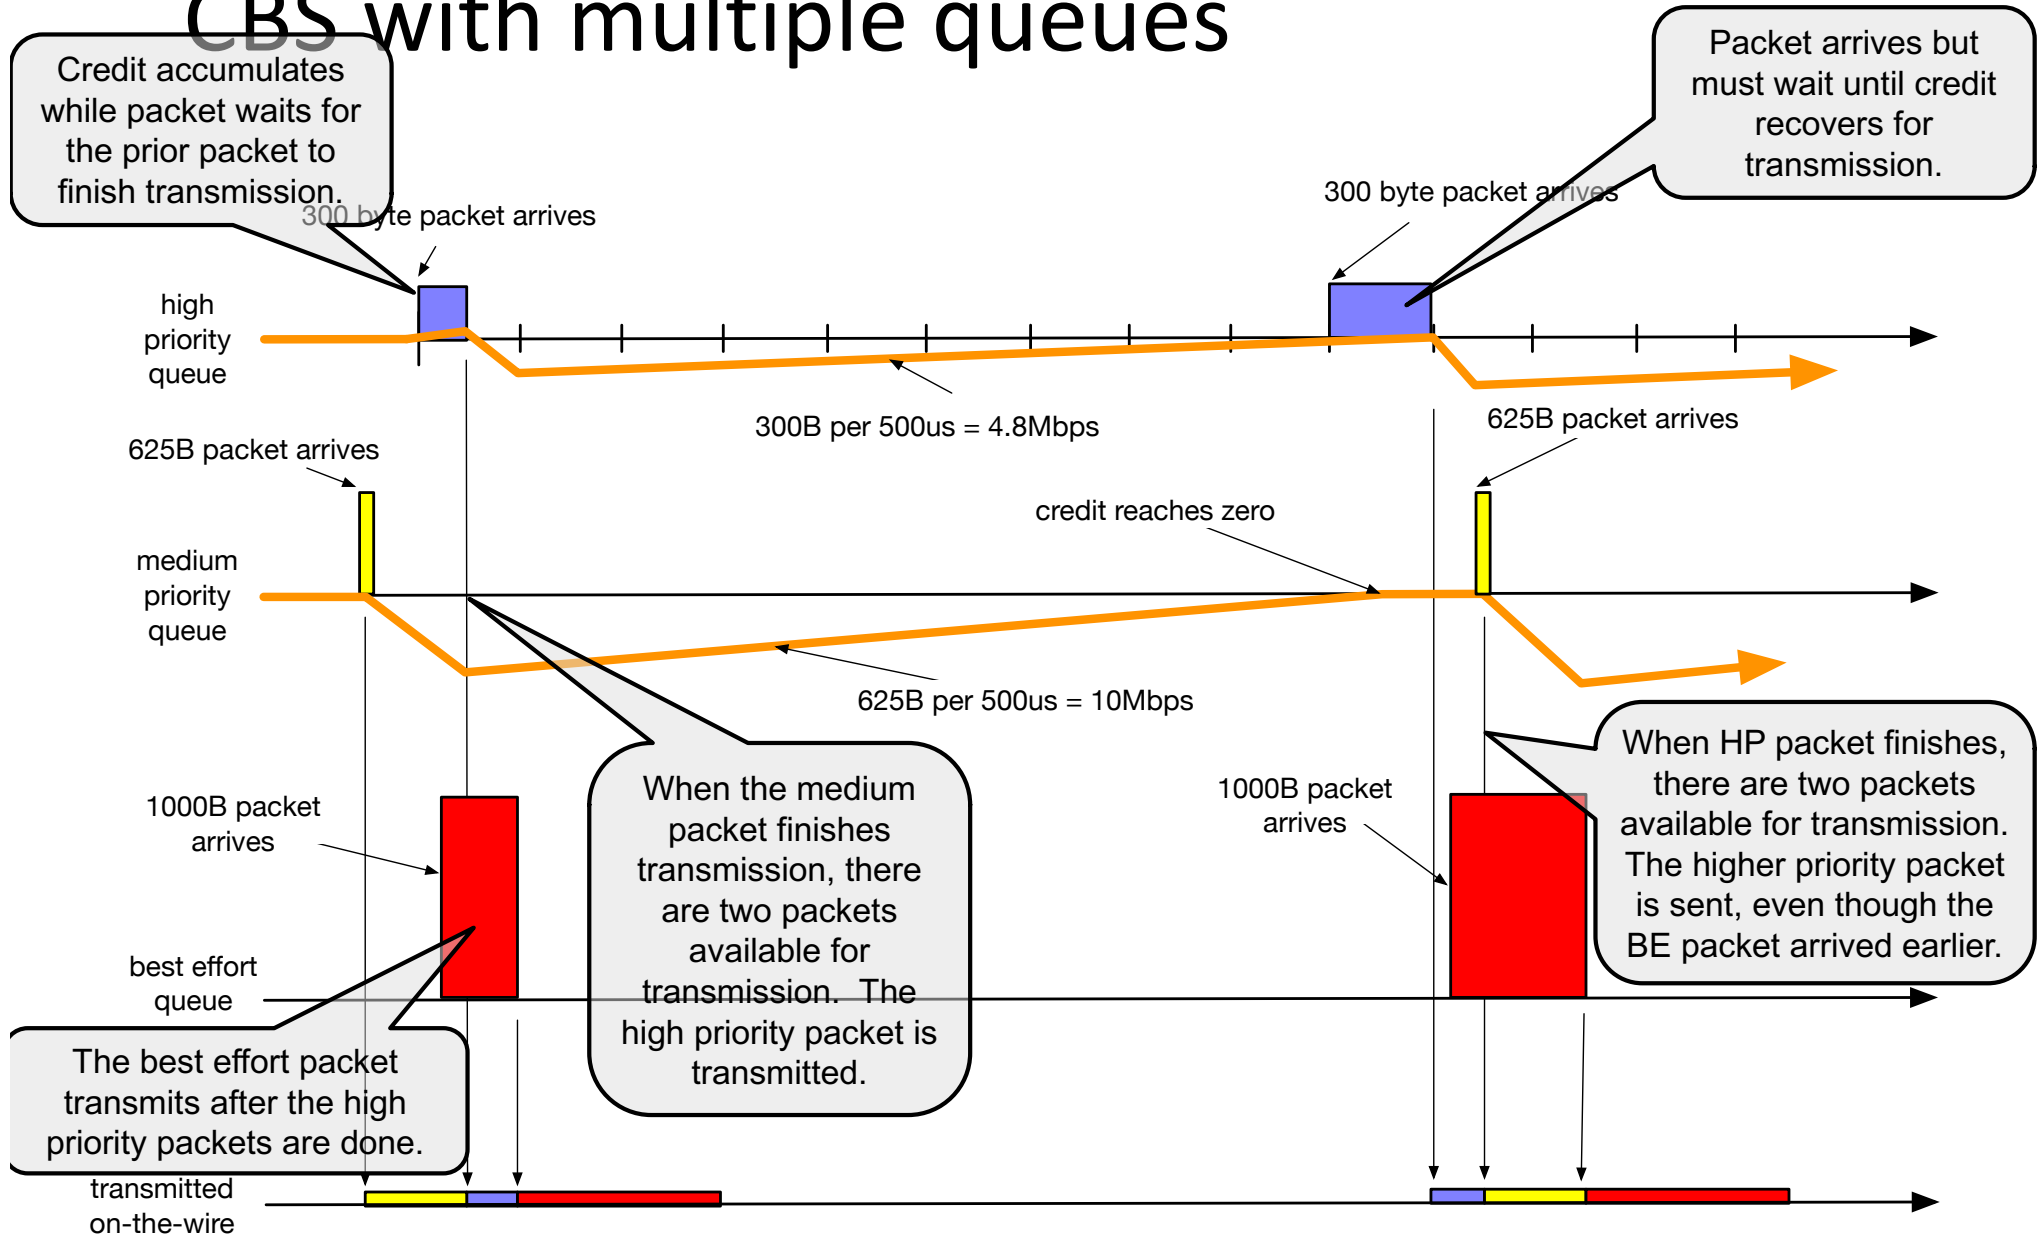 CBS with multiple queues
Credit accumulates
while packet waits for
the prior packet to
finish transmission.
Packet arrives but
must wait until credit
recovers for
transmission.
300 byte packet arrives
300 byte packet arrives
high
priority
queue
300B per 500us = 4.8Mbps
625B packet arrives
625B packet arrives
credit reaches zero
medium
priority
queue
625B per 500us = 10Mbps
When the medium
packet finishes
transmission, there
are two packets
available for
transmission. The
high priority packet is
transmitted.
When HP packet finishes,
there are two packets
available for transmission.
The higher priority packet
is sent, even though the
BE packet arrived earlier.
1000B packet
arrives
1000B packet
arrives
best effort
queue
The best effort packet
transmits after the high
priority packets are done.
transmitted
on-the-wire